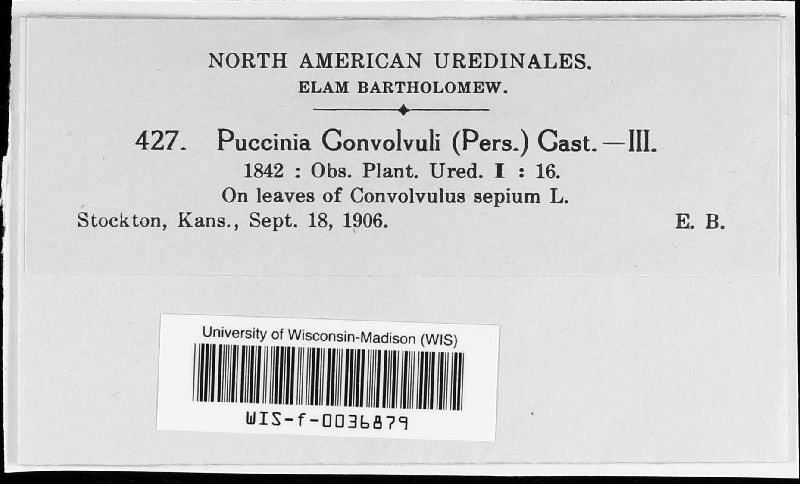 NORTH AMERICAN UREDINALES.
ELAM BARTHOLOMEW.
427. Puccinia Convolvuli (Pers.) Cast. — III.
1842 : Obs. Plant. Ured. I : 16.
On leaves of Convolvulus sepium L.
Stockton, Kans., Sept. 18, 1906. E. B.
University of Wisconsin-Madison (WIS)
WIS-f-0036879